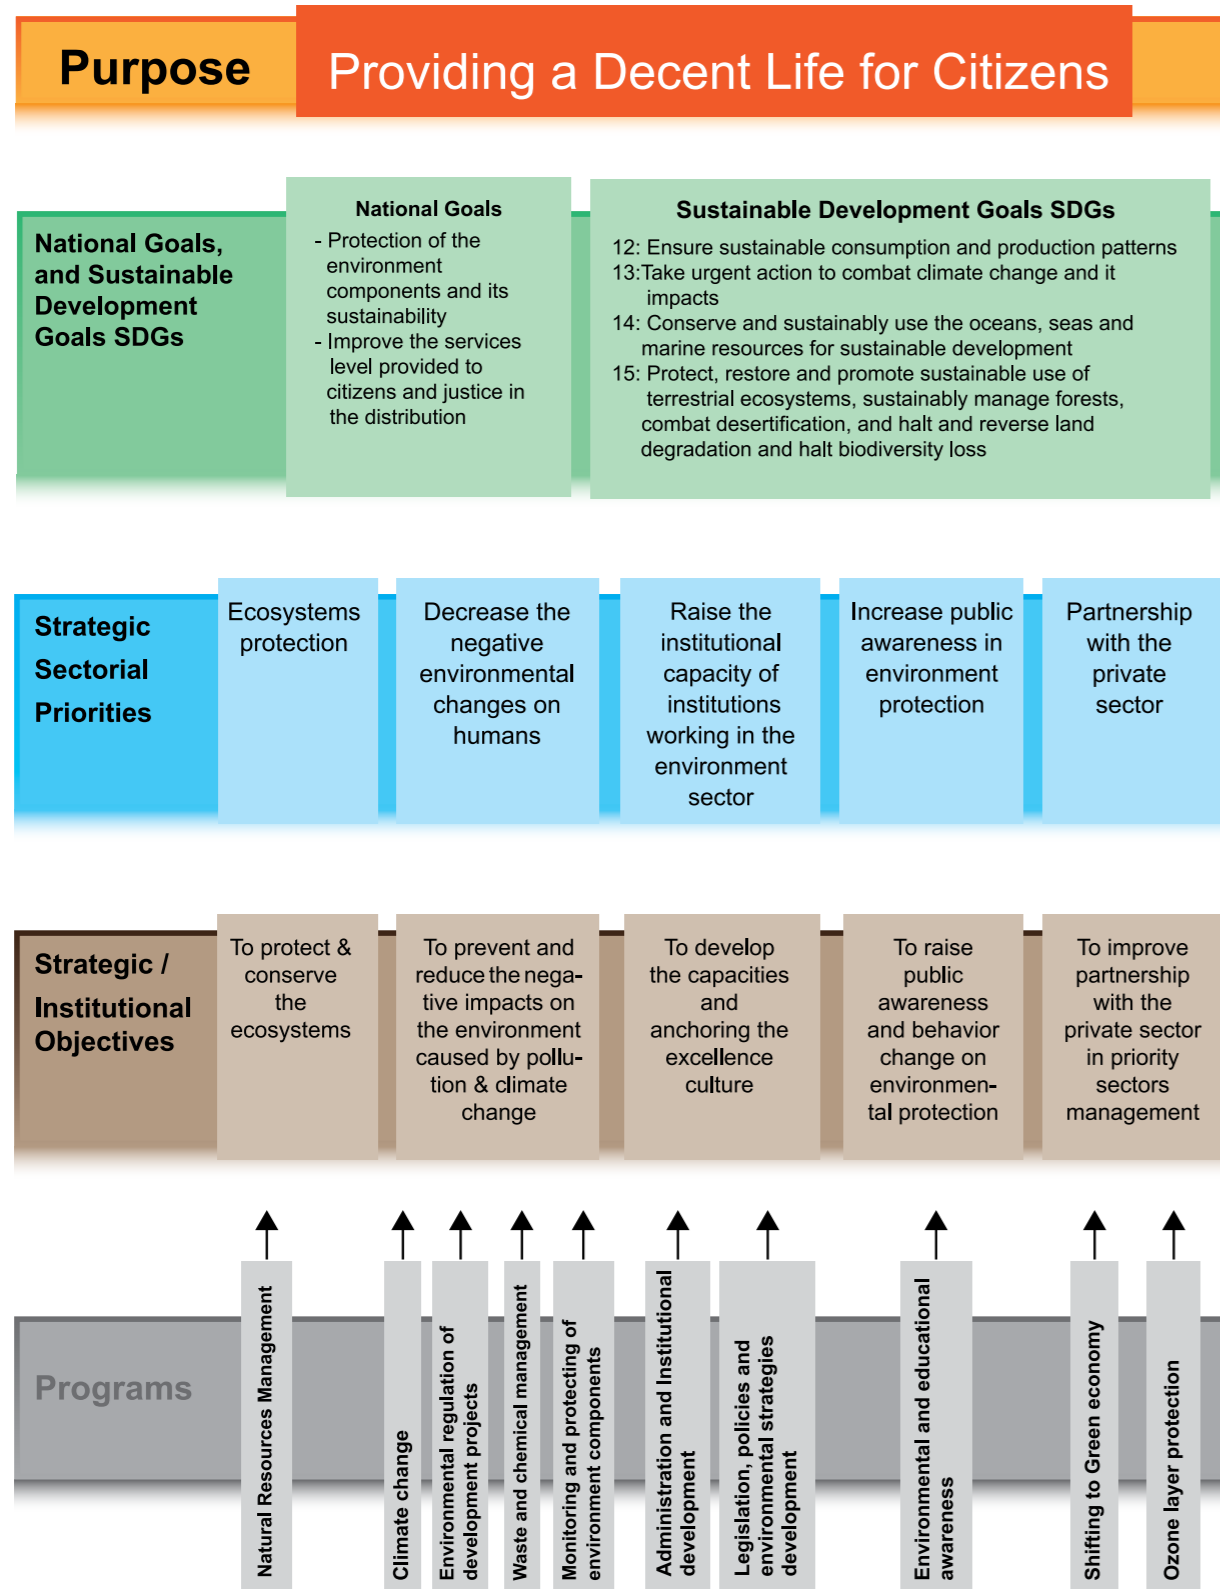 Purpose
Providing a Decent Life for Citizens
National Goals,
and Sustainable
Development
Goals SDGs
National Goals
- Protection of the
environment
components and its
sustainability
- Improve the services
level provided to
citizens and justice in
the distribution
Sustainable Development Goals SDGs
12: Ensure sustainable consumption and production patterns
13:Take urgent action to combat climate change and it
impacts
14: Conserve and sustainably use the oceans, seas and
marine resources for sustainable development
15: Protect, restore and promote sustainable use of
terrestrial ecosystems, sustainably manage forests,
combat desertification, and halt and reverse land
degradation and halt biodiversity loss
Strategic
Sectorial
Priorities
Ecosystems
protection
Decrease the
negative
environmental
changes on
humans
Raise the
institutional
capacity of
institutions
working in the
environment
sector
Increase public
awareness in
environment
protection
Partnership
with the
private
sector
Strategic /
Institutional
Objectives
To protect &
conserve
the
ecosystems
To prevent and
reduce the nega-
tive impacts on
the environment
caused by pollu-
tion & climate
change
To develop
the capacities
and
anchoring the
excellence
culture
To raise
public
awareness
and behavior
change on
environmen-
tal protection
To improve
partnership
with the
private sector
in priority
sectors
management
Programs
Natural Resources Management
Climate change
Environmental regulation of
development projects
Waste and chemical management
Monitoring and protecting of
environment components
Administration and Institutional
development
Legislation, policies and
environmental strategies
development
Environmental and educational
awareness
Shifting to Green economy
Ozone layer protection